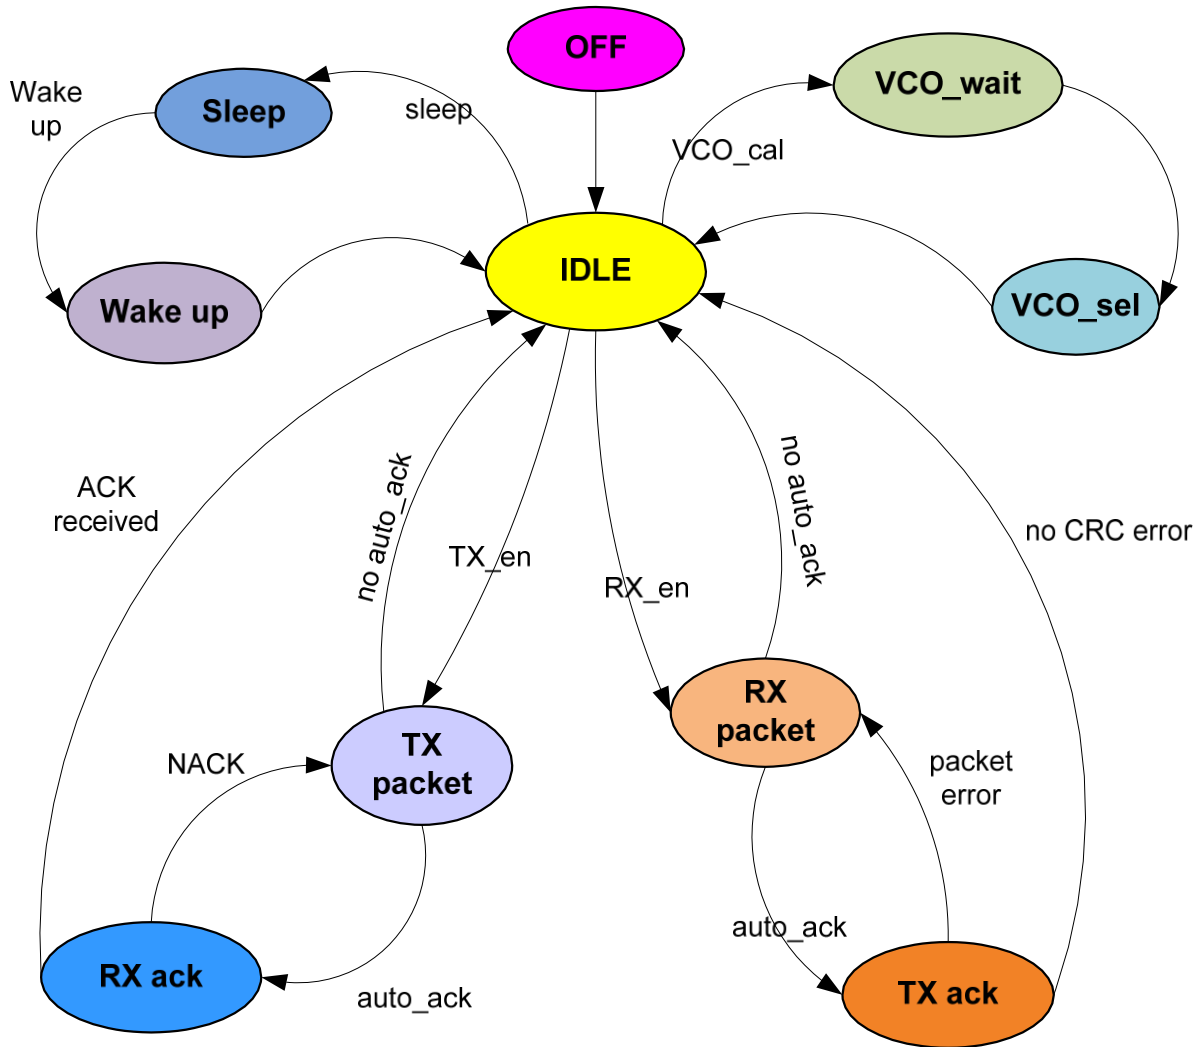 OFF
VCO_wait
Wake
up
Sleep
sleep
VCO_cal
IDLE
Wake up
VCO_sel
ACK
received
no auto_ack
TX_en
RX_en
no auto_ack
no CRC error
RX
packet
TX
packet
NACK
packet
error
auto_ack
RX ack
auto_ack
TX ack